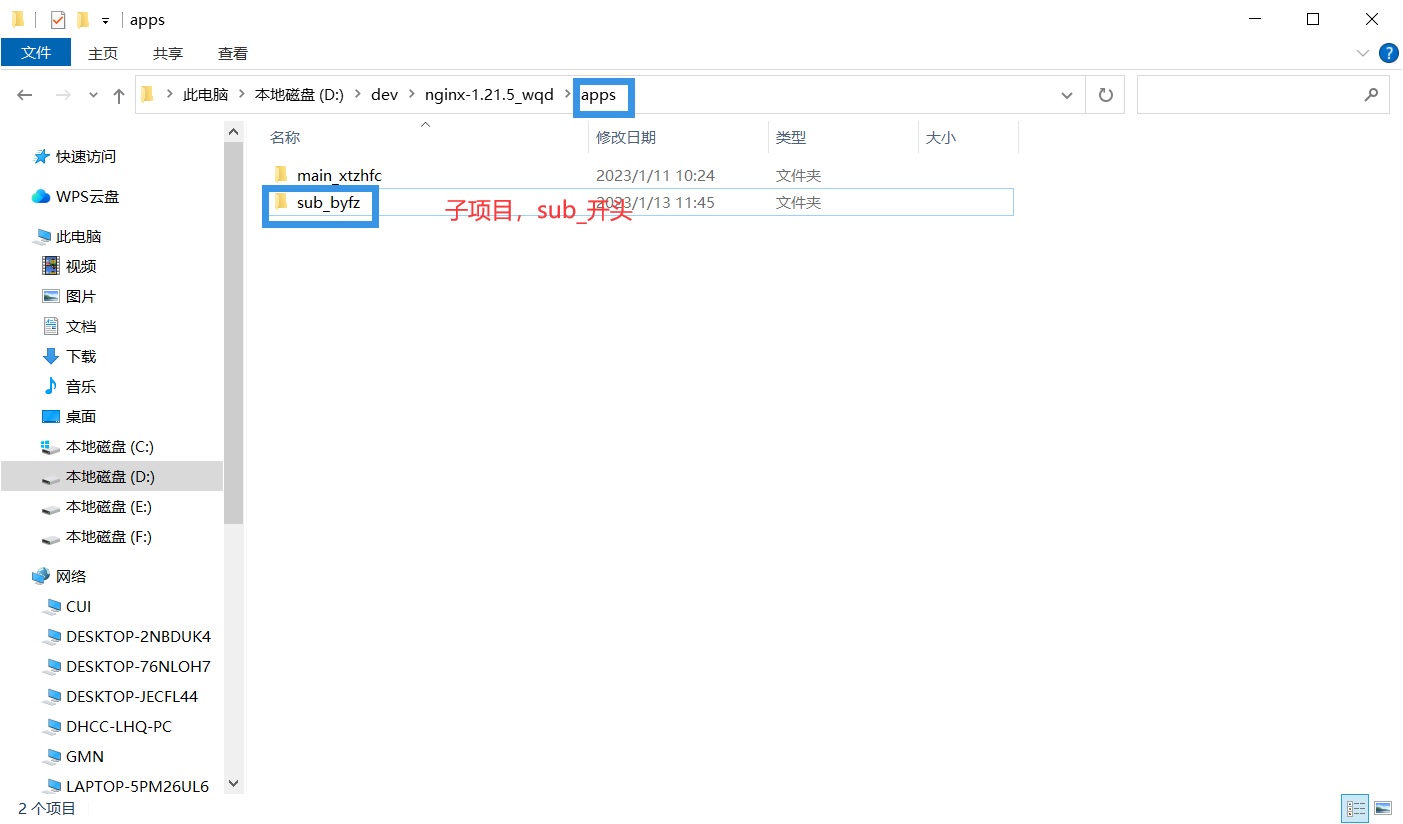 apps
文件 主页 共享 查看
此电脑 本地磁盘 (D:) dev nginx-1.21.5_wqd apps
名称 修改日期 类型 大小
main_xtzhfc 2023/1/11 10:24 文件夹
sub_byfz 2023/1/13 11:45 文件夹
子项目，sub_开头
快速访问
WPS云盘
此电脑
视频
图片
文档
下载
音乐
桌面
本地磁盘 (C:)
本地磁盘 (D:)
本地磁盘 (E:)
本地磁盘 (F:)
网络
CUI
DESKTOP-2NBDUK4
DESKTOP-76NLOH7
DESKTOP-JECFL44
DHCC-LHQ-PC
GMN
LAPTOP-5PM26UL6
2 个项目